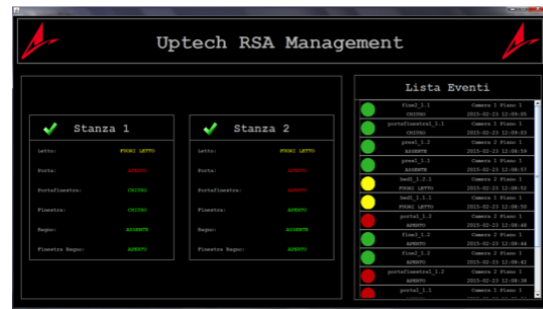 Uptech RSA Management
Stanza 1
Letto: FUORI LETTO
Porta: APERTO
Portafinestra: CHIUSO
Finestra: CHIUSO
Bagno: ASSENTE
Finestra Bagno: APERTO
Stanza 2
Letto: FUORI LETTO
Porta: APERTO
Portafinestra: APERTO
Finestra: APERTO
Bagno: ASSENTE
Finestra Bagno: APERTO
Lista Eventi
fine2_1.1 Camera 1 Piano 1
CHIUSO 2015-02-23 12:09:05
portafinestra1_1.1 Camera 1 Piano 1
CHIUSO 2015-02-23 12:09:03
pres1_1.2 Camera 2 Piano 1
ASSENTE 2015-02-23 12:08:59
pres1_1.1 Camera 1 Piano 1
ASSENTE 2015-02-23 12:08:57
bed1_1.2.1 Camera 2 Piano 1
FUORI LETTO 2015-02-23 12:08:52
bed1_1.1.1 Camera 1 Piano 1
FUORI LETTO 2015-02-23 12:08:50
porta1_1.2 Camera 2 Piano 1
APERTO 2015-02-23 12:08:48
fine3_1.2 Camera 2 Piano 1
APERTO 2015-02-23 12:08:44
fine2_1.2 Camera 2 Piano 1
APERTO 2015-02-23 12:08:42
portafinestra1_1.2 Camera 2 Piano 1
APERTO 2015-02-23 12:08:38
porta1_1.1 Camera 1 Piano 1